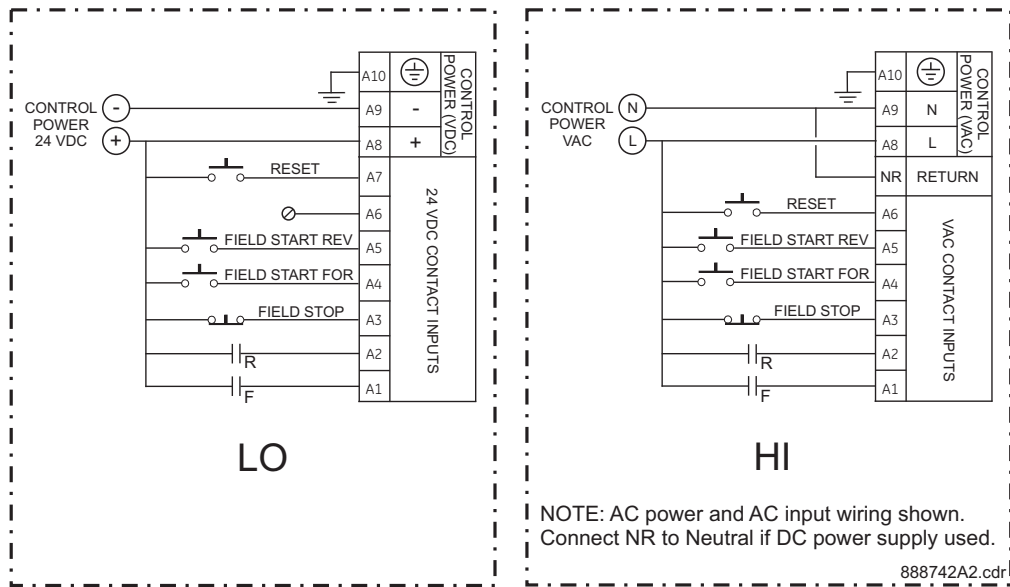 CONTROL
POWER
24 VDC
-
+
A10
A9
-
A8
+
CONTROL
POWER (VDC)
RESET
A7
A6
FIELD START REV
A5
FIELD START FOR
A4
FIELD STOP
A3
R
A2
F
A1
24 VDC CONTACT INPUTS
LO
CONTROL
POWER
VAC
N
L
A10
A9
N
A8
L
CONTROL
POWER (VAC)
NR
RETURN
RESET
A6
FIELD START REV
A5
FIELD START FOR
A4
FIELD STOP
A3
R
A2
F
A1
VAC CONTACT INPUTS
HI
NOTE: AC power and AC input wiring shown.
Connect NR to Neutral if DC power supply used.
888742A2.cdr